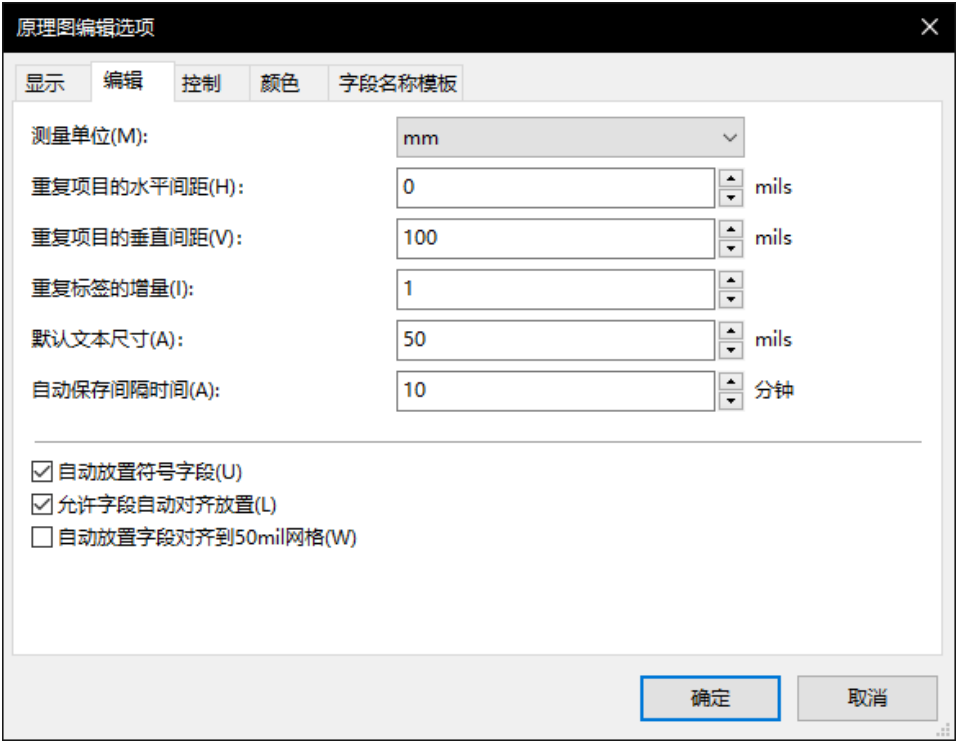 原理图编辑选项
显示 编辑 控制 颜色 字段名称模板
测量单位(M): mm
重复项目的水平间距(H): 0 mils
重复项目的垂直间距(V): 100 mils
重复标签的增量(I): 1
默认文本尺寸(A): 50 mils
自动保存间隔时间(A): 10 分钟
自动放置符号字段(U)
允许字段自动对齐放置(L)
自动放置字段对齐到50mil网格(W)
确定 取消